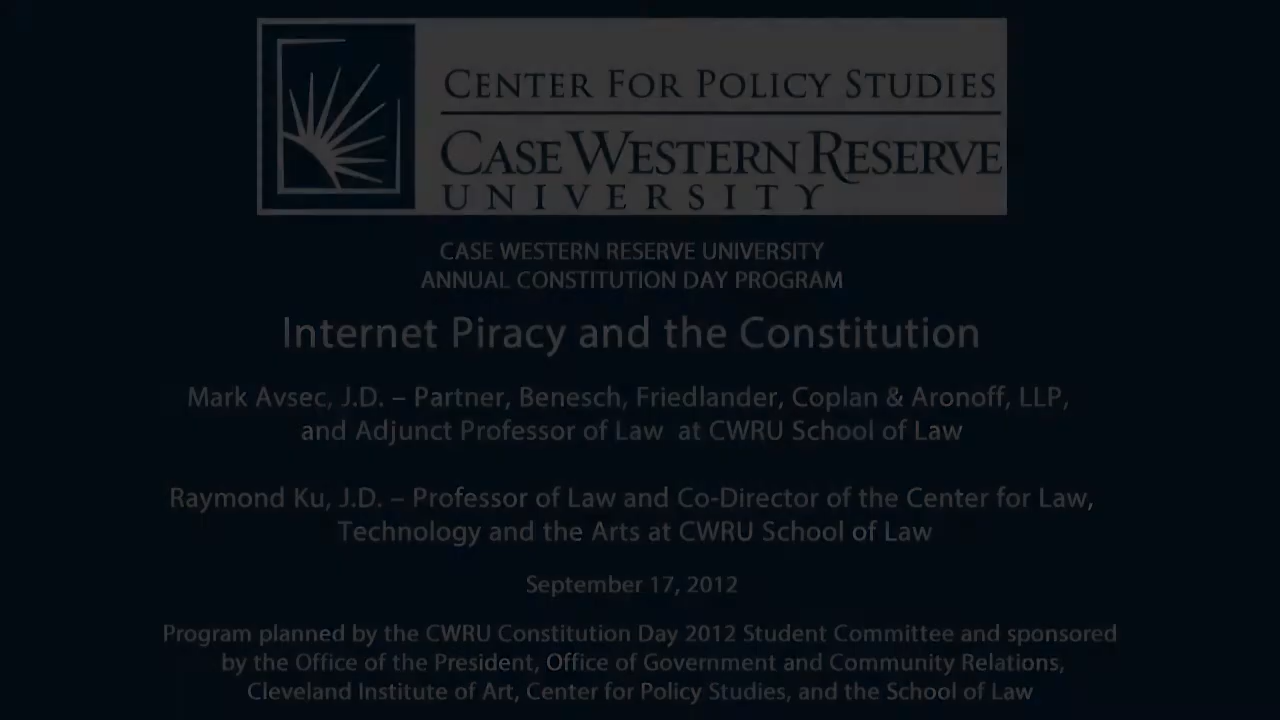 CENTER FOR POLICY STUDIES
CASE WESTERN RESERVE
UNIVERSITY
CASE WESTERN RESERVE UNIVERSITY
ANNUAL CONSTITUTION DAY PROGRAM
Internet Piracy and the Constitution
Mark Avsec, J.D. – Partner, Benesch, Friedlander, Coplan & Aronoff, LLP,
and Adjunct Professor of Law at CWRU School of Law
Raymond Ku, J.D. – Professor of Law and Co-Director of the Center for Law,
Technology and the Arts at CWRU School of Law
September 17, 2012
Program planned by the CWRU Constitution Day 2012 Student Committee and sponsored
by the Office of the President, Office of Government and Community Relations,
Cleveland Institute of Art, Center for Policy Studies, and the School of Law